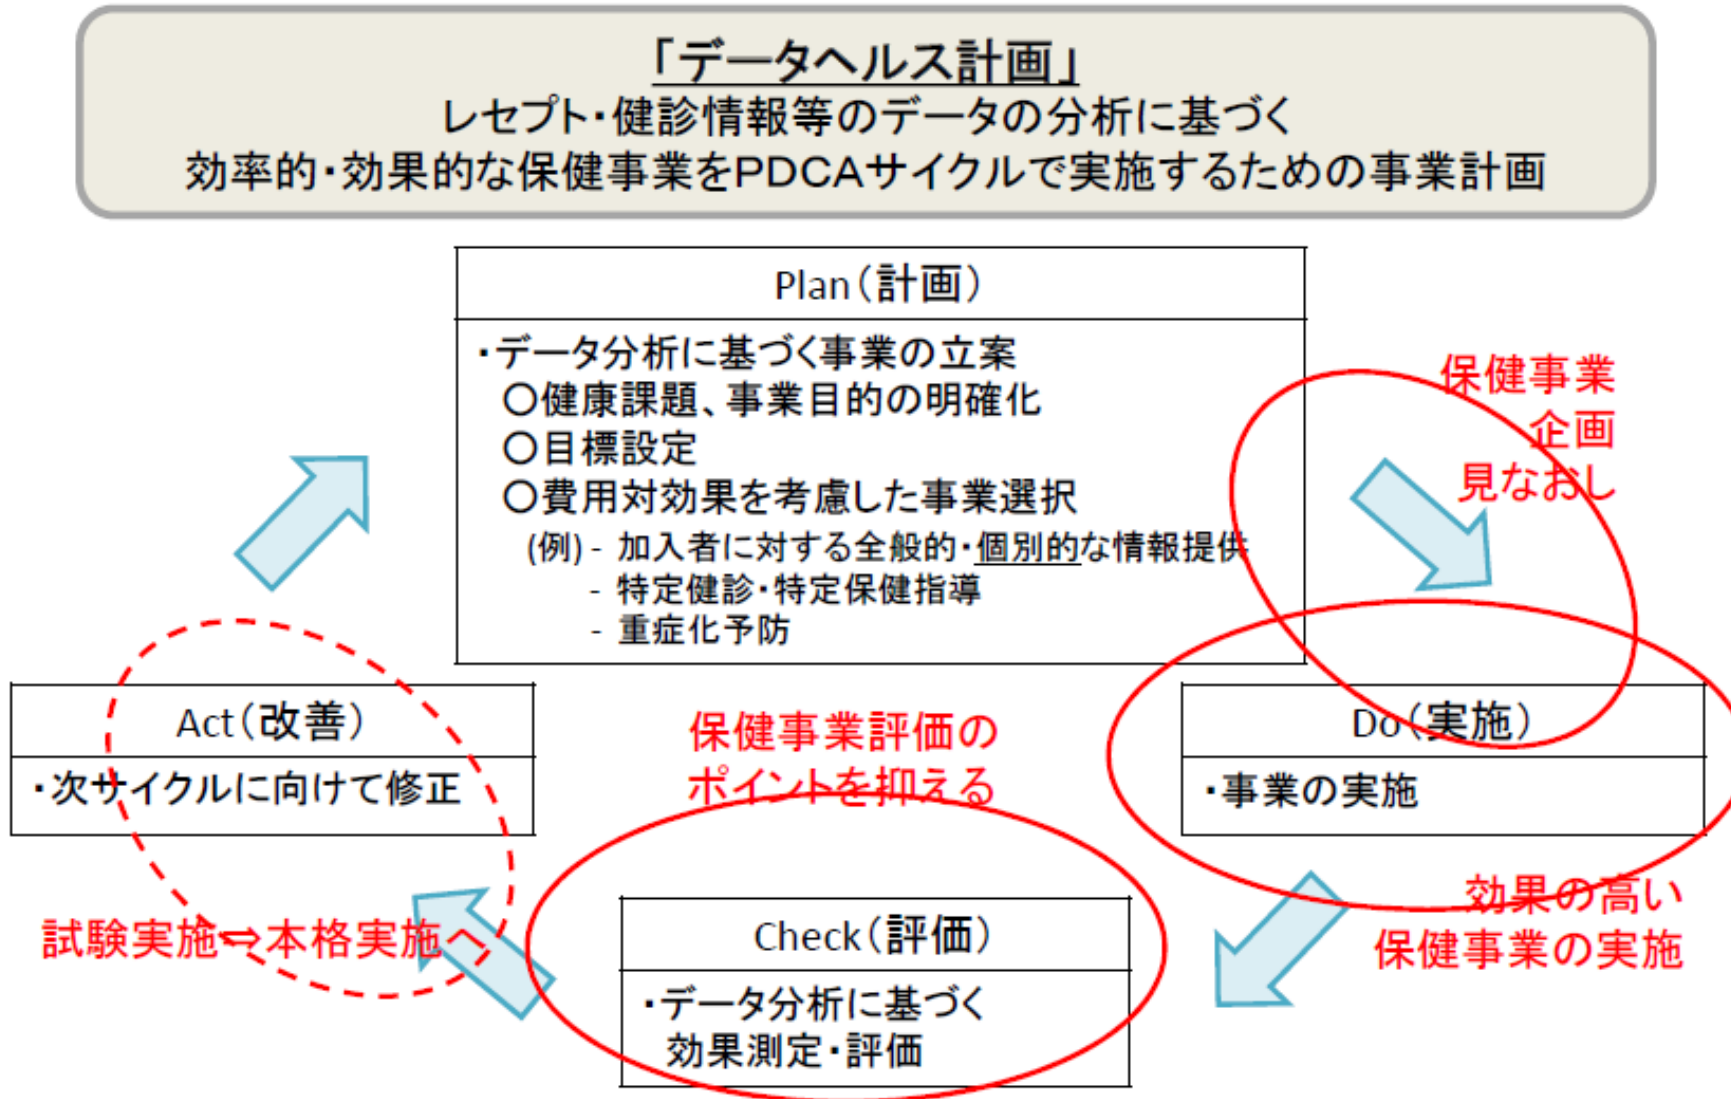 「データヘルス計画」
レセプト・健診情報等のデータの分析に基づく
効率的・効果的な保健事業をPDCAサイクルで実施するための事業計画
Plan(計画)
・データ分析に基づく事業の立案
○健康課題、事業目的の明確化
○目標設定
○費用対効果を考慮した事業選択
(例) - 加入者に対する全般的・個別的な情報提供
- 特定健診・特定保健指導
- 重症化予防
保健事業
企画
見なおし
Do(実施)
・事業の実施
効果の高い
保健事業の実施
保健事業評価の
ポイントを抑える
Check(評価)
・データ分析に基づく
効果測定・評価
Act(改善)
・次サイクルに向けて修正
試験実施⇨本格実施へ